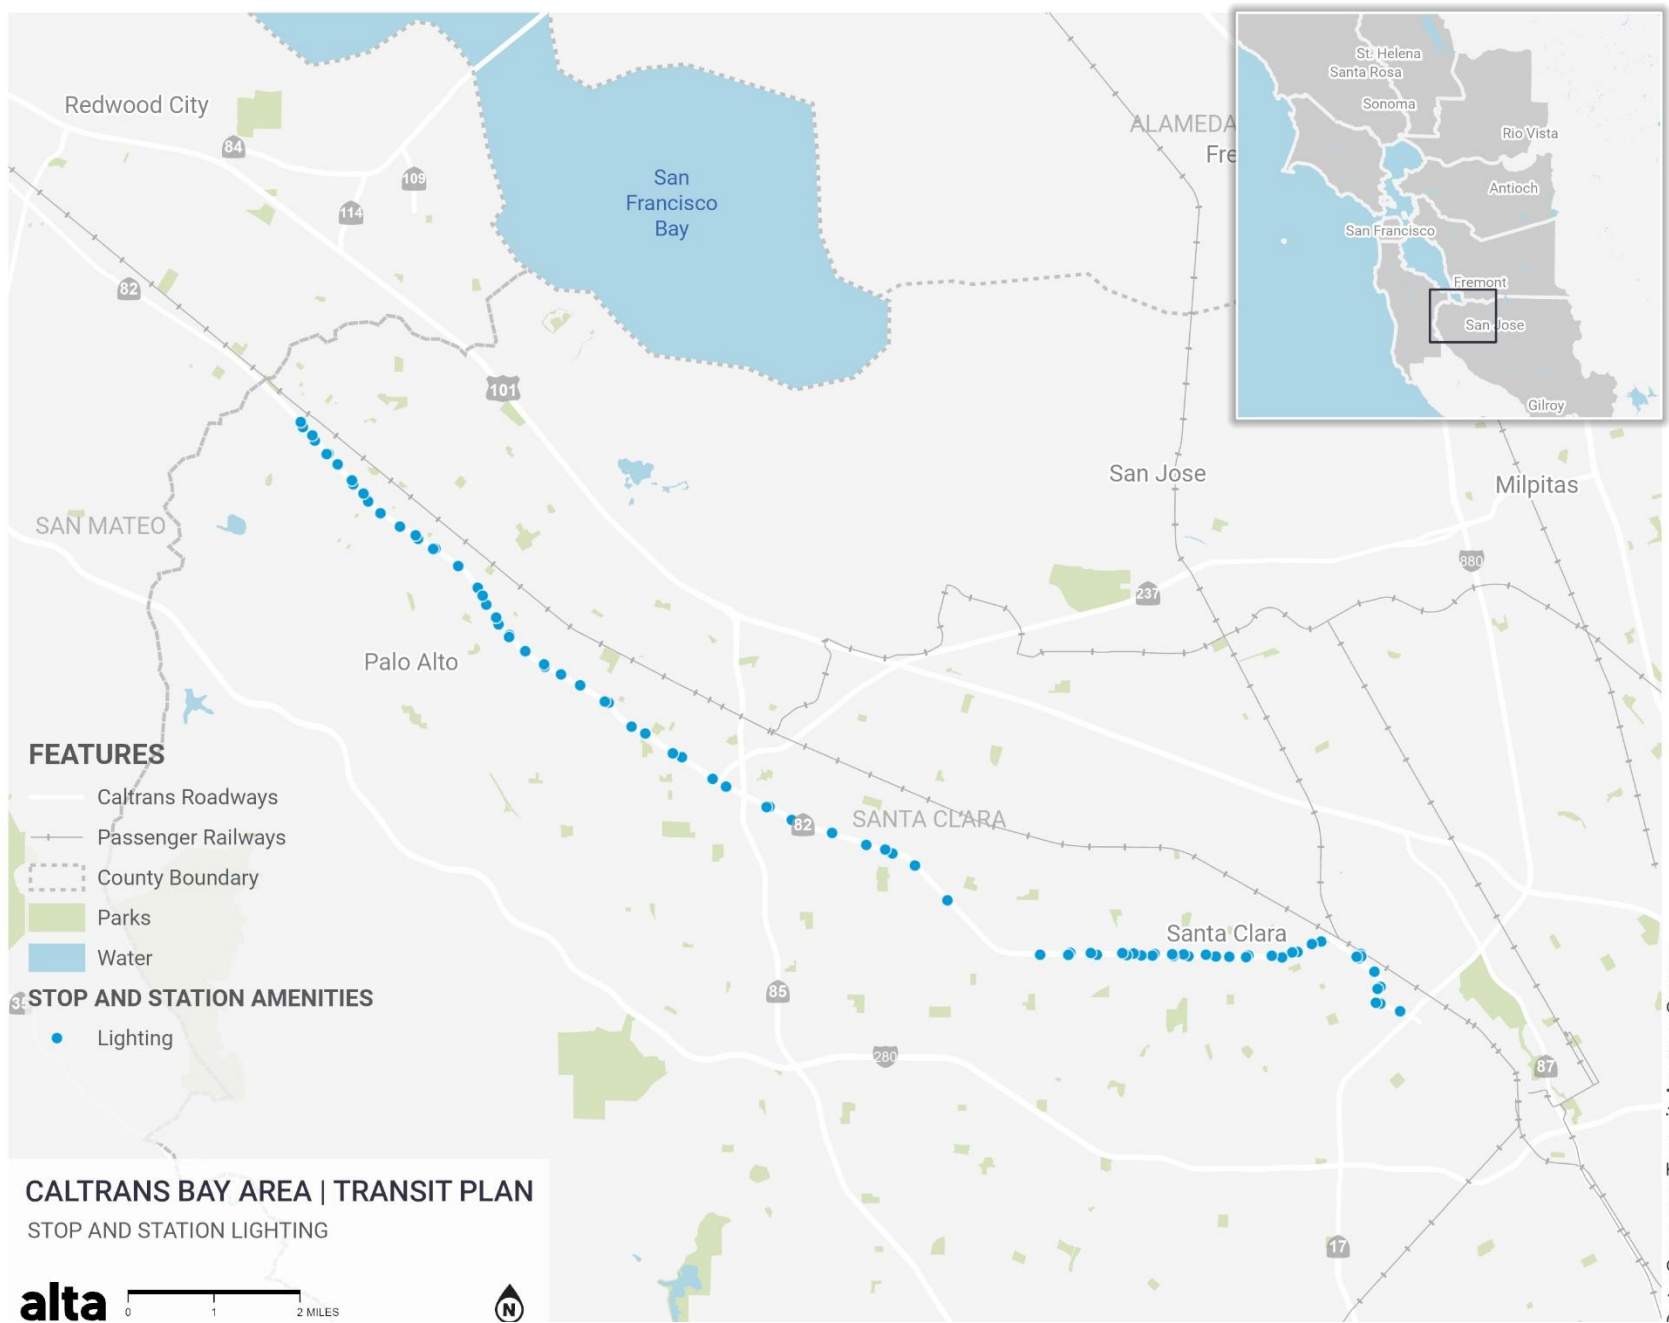 Redwood City
84
109
114
82
San
Francisco
Bay
ALAMEDA
Fre
St. Helena
Santa Rosa
Sonoma
Rio Vista
Antioch
San Francisco
Fremont
San Jose
Gilroy
101
San Jose
Milpitas
SAN MATEO
880
237
Palo Alto
82
SANTA CLARA
Santa Clara
85
280
87
17
35
FEATURES
Caltrans Roadways
Passenger Railways
County Boundary
Parks
Water
STOP AND STATION AMENITIES
Lighting
CALTRANS BAY AREA | TRANSIT PLAN
STOP AND STATION LIGHTING
alta
0 1 2 MILES
N